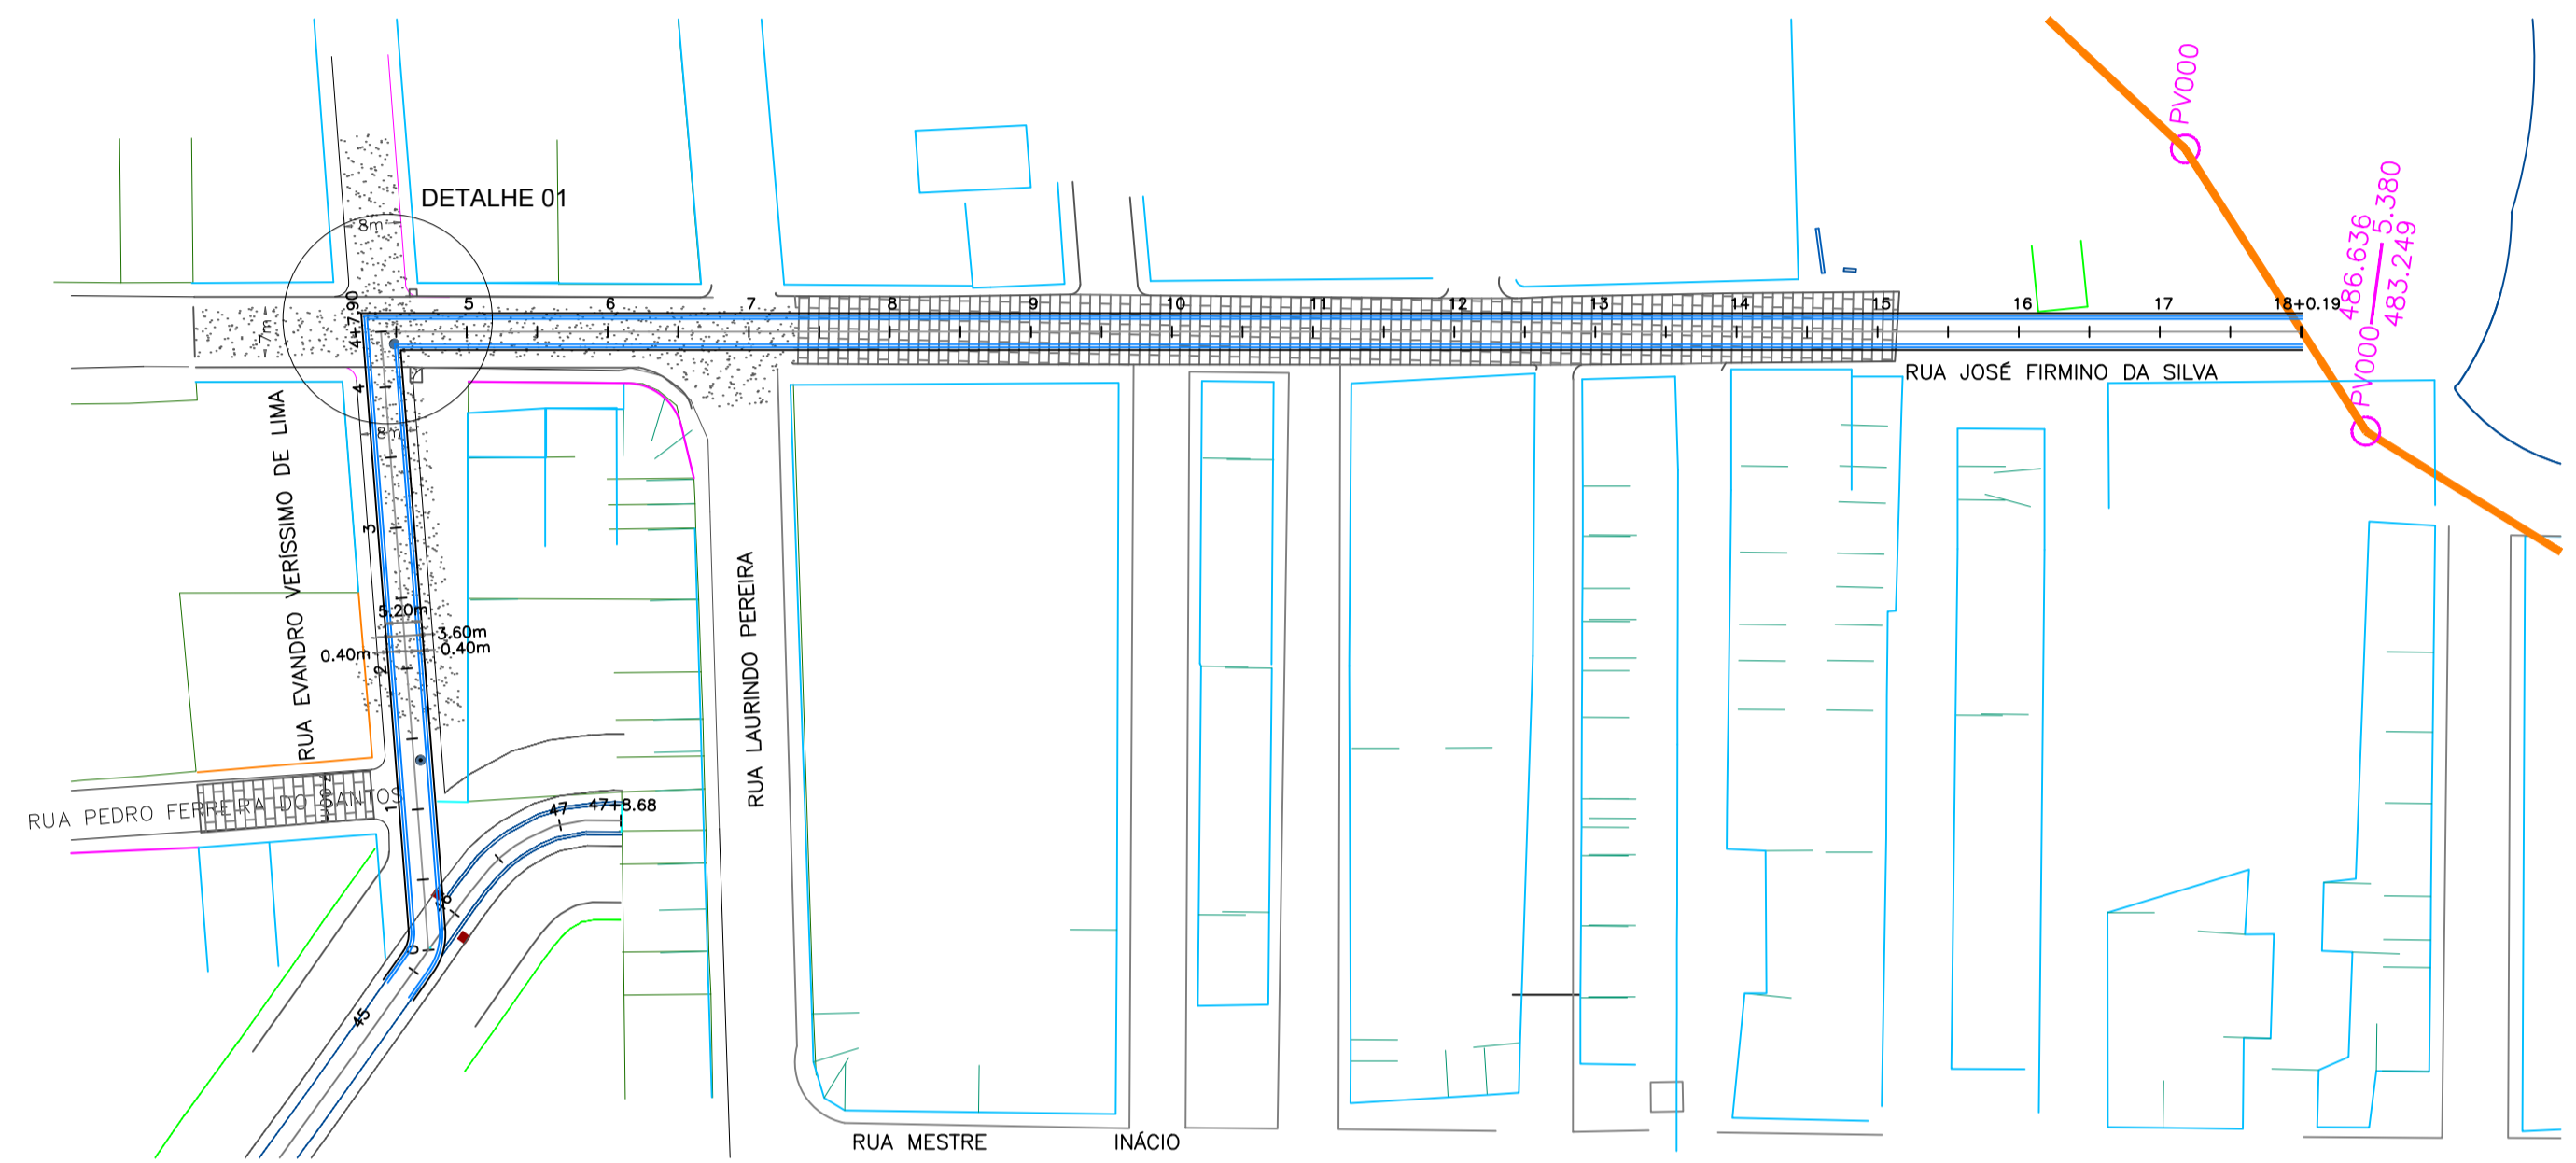 PV000
DETALHE 01
8m
7m
4+7.90
5
6
7
8
9
10
11
12
13
14
15
16
17
18+0.19
486.636
5.380
483.249
PV000
RUA JOSÉ FIRMINO DA SILVA
4
8m
RUA EVANDRO VERÍSSIMO DE LIMA
3
5.20m
3.60m
0.40m
0.40m
2
RUA LAURINDO PEREIRA
RUA PEDRO FERREIRA DO SANTOS
1
47
47+8.68
0
45
RUA MESTRE INÁCIO